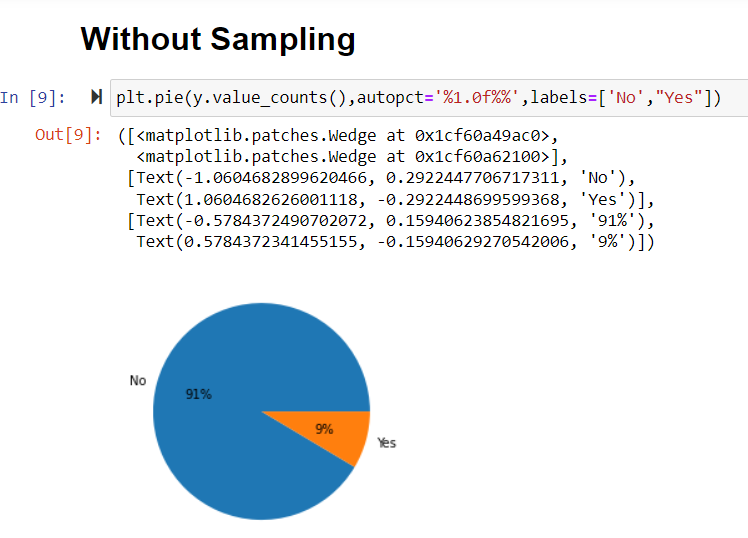 Without Sampling
In [9]: plt.pie(y.value_counts(),autopct='%1.0f%%',labels=['No',"Yes"])
Out[9]: ([<matplotlib.patches.Wedge at 0x1cf60a49ac0>,
<matplotlib.patches.Wedge at 0x1cf60a62100>],
[Text(-1.0604682899620466, 0.2922447706717311, 'No'),
Text(1.0604682626001118, -0.2922448699599368, 'Yes')],
[Text(-0.5784372490702072, 0.15940623854821695, '91%'),
Text(0.5784372341455155, -0.15940629270542006, '9%')])
No
91%
9%
Yes